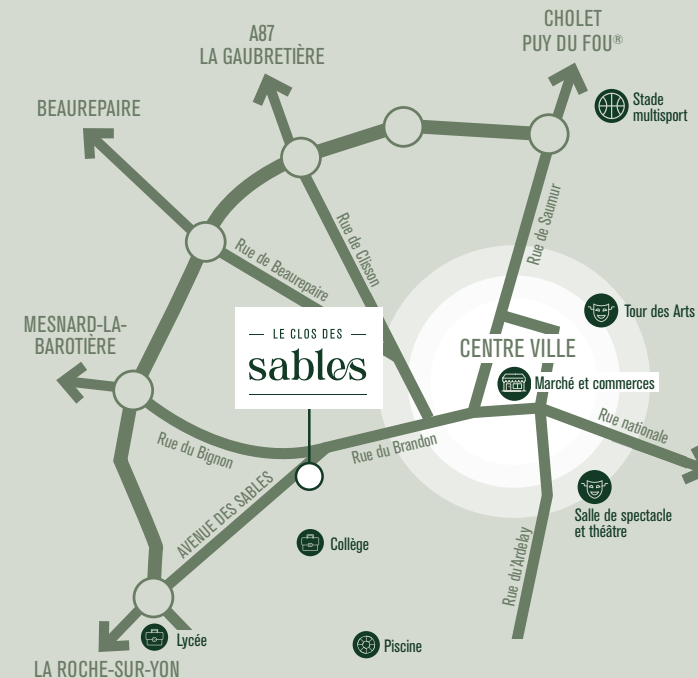 CHOLET
PUY DU FOU®
A87
LA GAUBRETIÈRE
BEAUREPAIRE
Stade
multisport
Rue de Saumur
Rue de Clisson
Rue de Beaurepaire
Tour des Arts
MESNARD-LA-
BAROTIÈRE
LE CLOS DES
sables
CENTRE VILLE
Marché et commerces
Rue nationale
Rue du Bignon
Rue du Brandon
AVENUE DES SABLES
Salle de spectacle
et théâtre
Collège
Rue du'Ardelay
Lycée
Piscine
LA ROCHE-SUR-YON